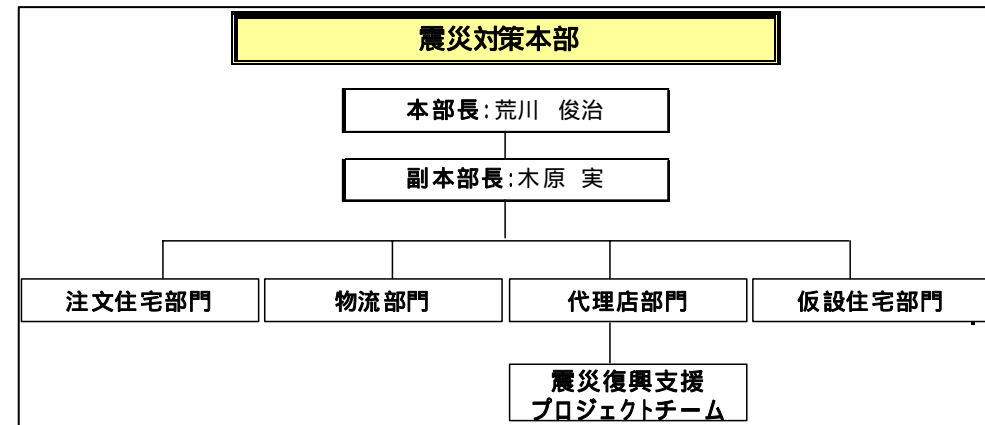 震災対策本部
本部長:荒川 俊治
副本部長:木原 実
注文住宅部門
物流部門
代理店部門
仮設住宅部門
震災復興支援
プロジェクトチーム